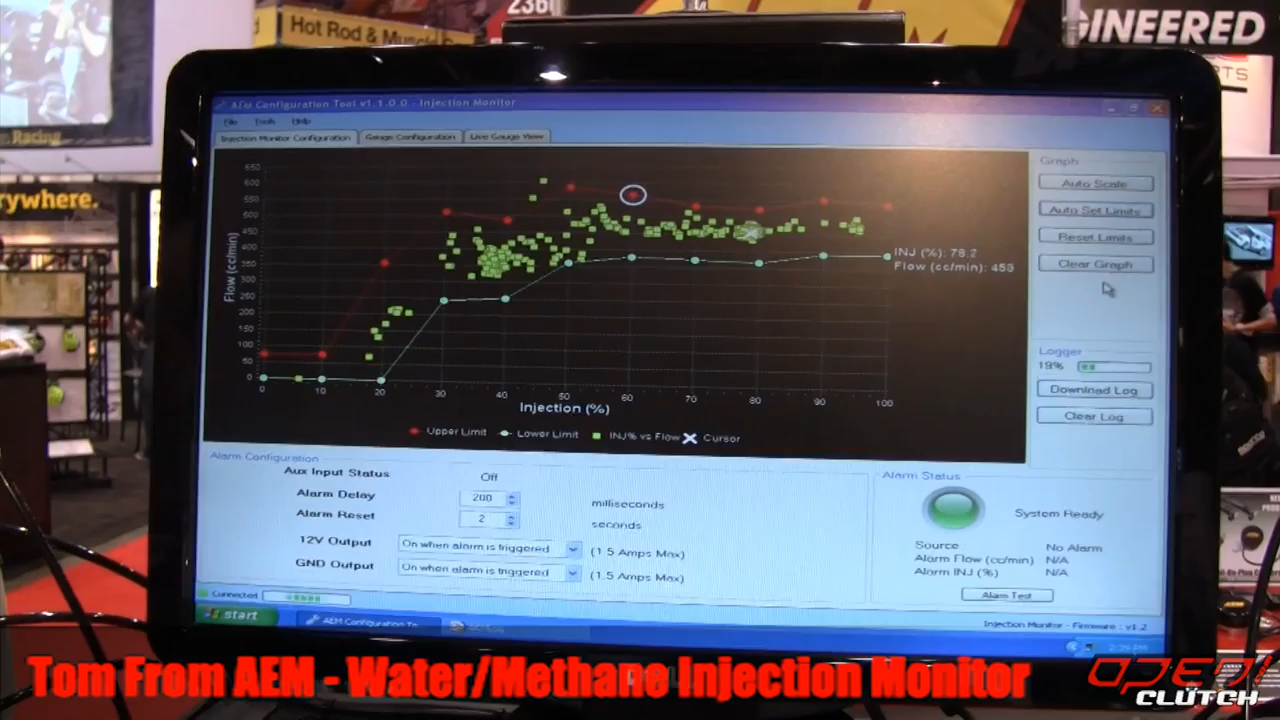 236
Hot Rod & Muscle
GINEERED
Racing
everywhere.
AEM Configuration Tool v1.1.0.0 - Injection Monitor
File Tools Help
Injection Monitor Configuration Gauge Configuration Live Gauge View
Graph
Auto Scale
Auto Set Limits
Reset Limits
Clear Graph
650
600
550
500
450
400
350
300
250
200
150
100
50
0
Flow (cc/min)
INJ (%): 78.2
Flow (cc/min): 453
0 10 20 30 40 50 60 70 80 90 100
Injection (%)
Upper Limit Lower Limit INJ% vs Flow Cursor
Logger
19%
Download Log
Clear Log
Alarm Configuration
Aux Input Status Off
Alarm Delay 200 milliseconds
Alarm Reset 2 seconds
12V Output On when alarm is triggered (1.5 Amps Max)
GND Output On when alarm is triggered (1.5 Amps Max)
Alarm Status
System Ready
Source No Alarm
Alarm Flow (cc/min) N/A
Alarm INJ (%) N/A
Alarm Test
Connected
Injection Monitor - Firmware : v1.2
start AEM Configuration To...
Tom From AEM - Water/Methane Injection Monitor
OPEN!
CLUTCH